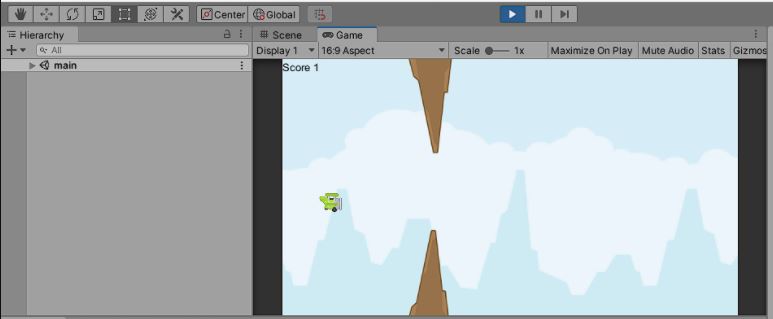 Center Global
Hierarchy
All
main
Scene Game
Display 1 16:9 Aspect Scale 1x Maximize On Play Mute Audio Stats Gizmos
Score 1